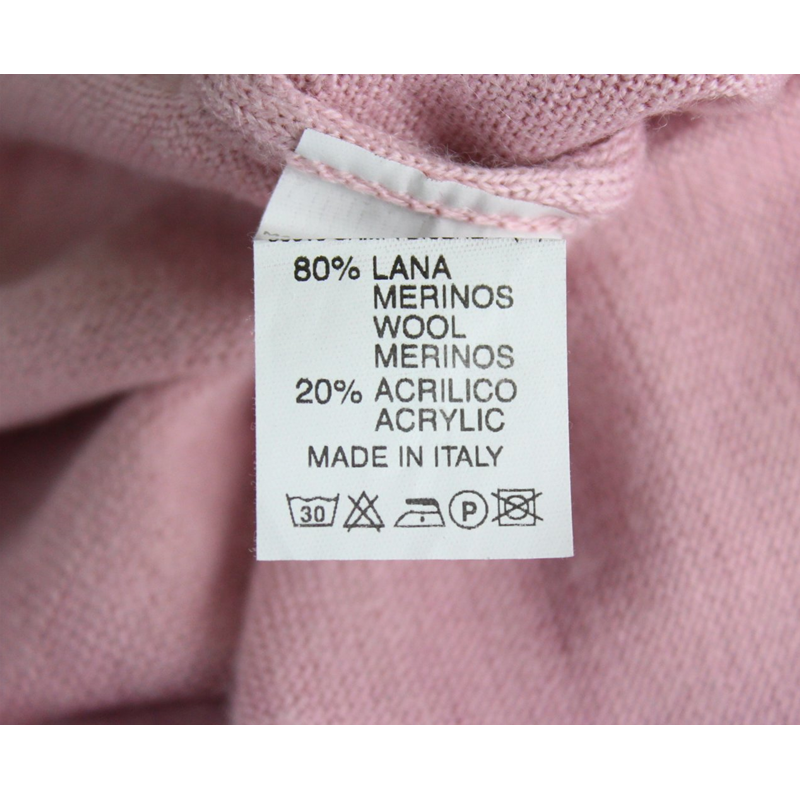 80% LANA
MERINOS
WOOL
MERINOS
20% ACRILICO
ACRYLIC
MADE IN ITALY
30 P